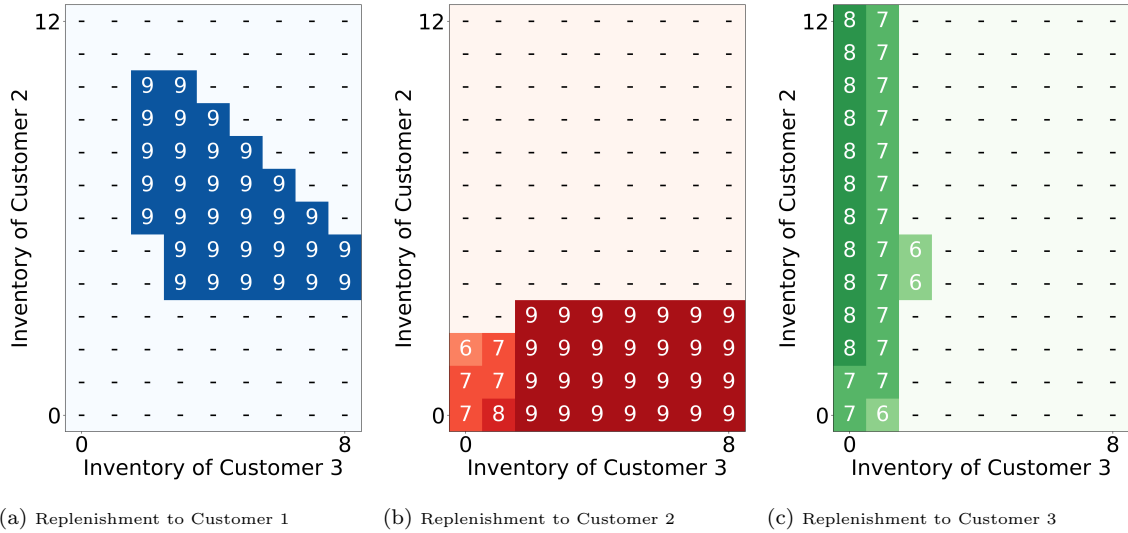 Inventory of Customer 2
12 - - - - - - - - -
- - - - - - - - -
- - 9 9 - - - - -
- - 9 9 9 - - - -
- - 9 9 9 9 - - -
- - 9 9 9 9 9 - -
- - 9 9 9 9 9 9 -
- - - 9 9 9 9 9 9
- - - 9 9 9 9 9 9
- - - - - - - - -
- - - - - - - - -
- - - - - - - - -
0 - - - - - - - - -
0 8
Inventory of Customer 3
(a) Replenishment to Customer 1
Inventory of Customer 2
12 - - - - - - - - -
- - - - - - - - -
- - - - - - - - -
- - - - - - - - -
- - - - - - - - -
- - - - - - - - -
- - - - - - - - -
- - - - - - - - -
- - - - - - - - -
- - 9 9 9 9 9 9 9
6 7 9 9 9 9 9 9 9
7 7 9 9 9 9 9 9 9
0 7 8 9 9 9 9 9 9 9
0 8
Inventory of Customer 3
(b) Replenishment to Customer 2
Inventory of Customer 2
12 8 7 - - - - - - -
8 7 - - - - - - -
8 7 - - - - - - -
8 7 - - - - - - -
8 7 - - - - - - -
8 7 - - - - - - -
8 7 - - - - - - -
8 7 6 - - - - - -
8 7 6 - - - - - -
8 7 - - - - - - -
8 7 - - - - - - -
7 7 - - - - - - -
0 7 6 - - - - - - -
0 8
Inventory of Customer 3
(c) Replenishment to Customer 3